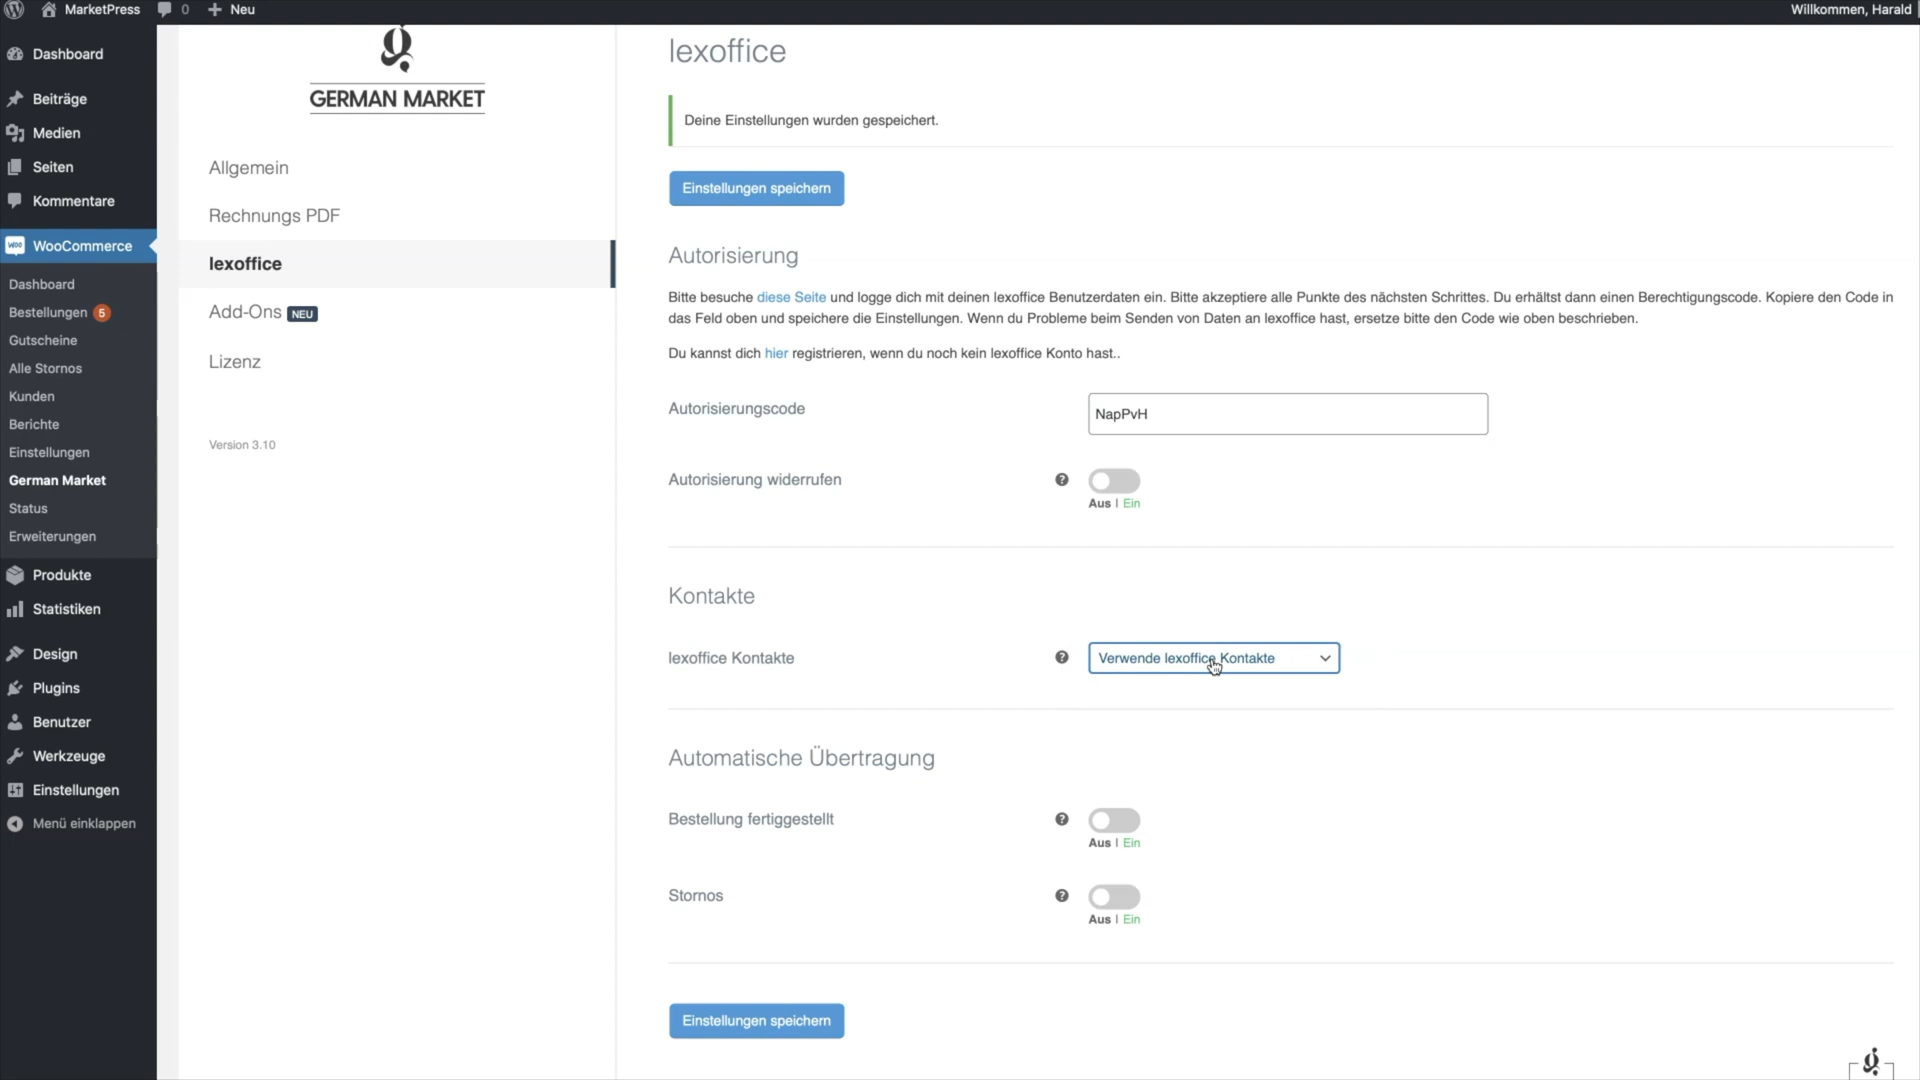 MarketPress
0
Neu
Willkommen, Harald
Dashboard
Beiträge
Medien
Seiten
Kommentare
WooCommerce
Dashboard
Bestellungen 5
Gutscheine
Alle Stornos
Kunden
Berichte
Einstellungen
German Market
Status
Erweiterungen
Produkte
Statistiken
Design
Plugins
Benutzer
Werkzeuge
Einstellungen
Menü einklappen
GERMAN MARKET
Allgemein
Rechnungs PDF
lexoffice
Add-Ons NEU
Lizenz
Version 3.10
lexoffice
Deine Einstellungen wurden gespeichert.
Einstellungen speichern
Autorisierung
Bitte besuche diese Seite und logge dich mit deinen lexoffice Benutzerdaten ein. Bitte akzeptiere alle Punkte des nächsten Schrittes. Du erhältst dann einen Berechtigungscode. Kopiere den Code in
das Feld oben und speichere die Einstellungen. Wenn du Probleme beim Senden von Daten an lexoffice hast, ersetze bitte den Code wie oben beschrieben.
Du kannst dich hier registrieren, wenn du noch kein lexoffice Konto hast..
Autorisierungscode
NapPvH
Autorisierung widerrufen
Aus | Ein
Kontakte
lexoffice Kontakte
Verwende lexoffice Kontakte
Automatische Übertragung
Bestellung fertiggestellt
Aus | Ein
Stornos
Aus | Ein
Einstellungen speichern